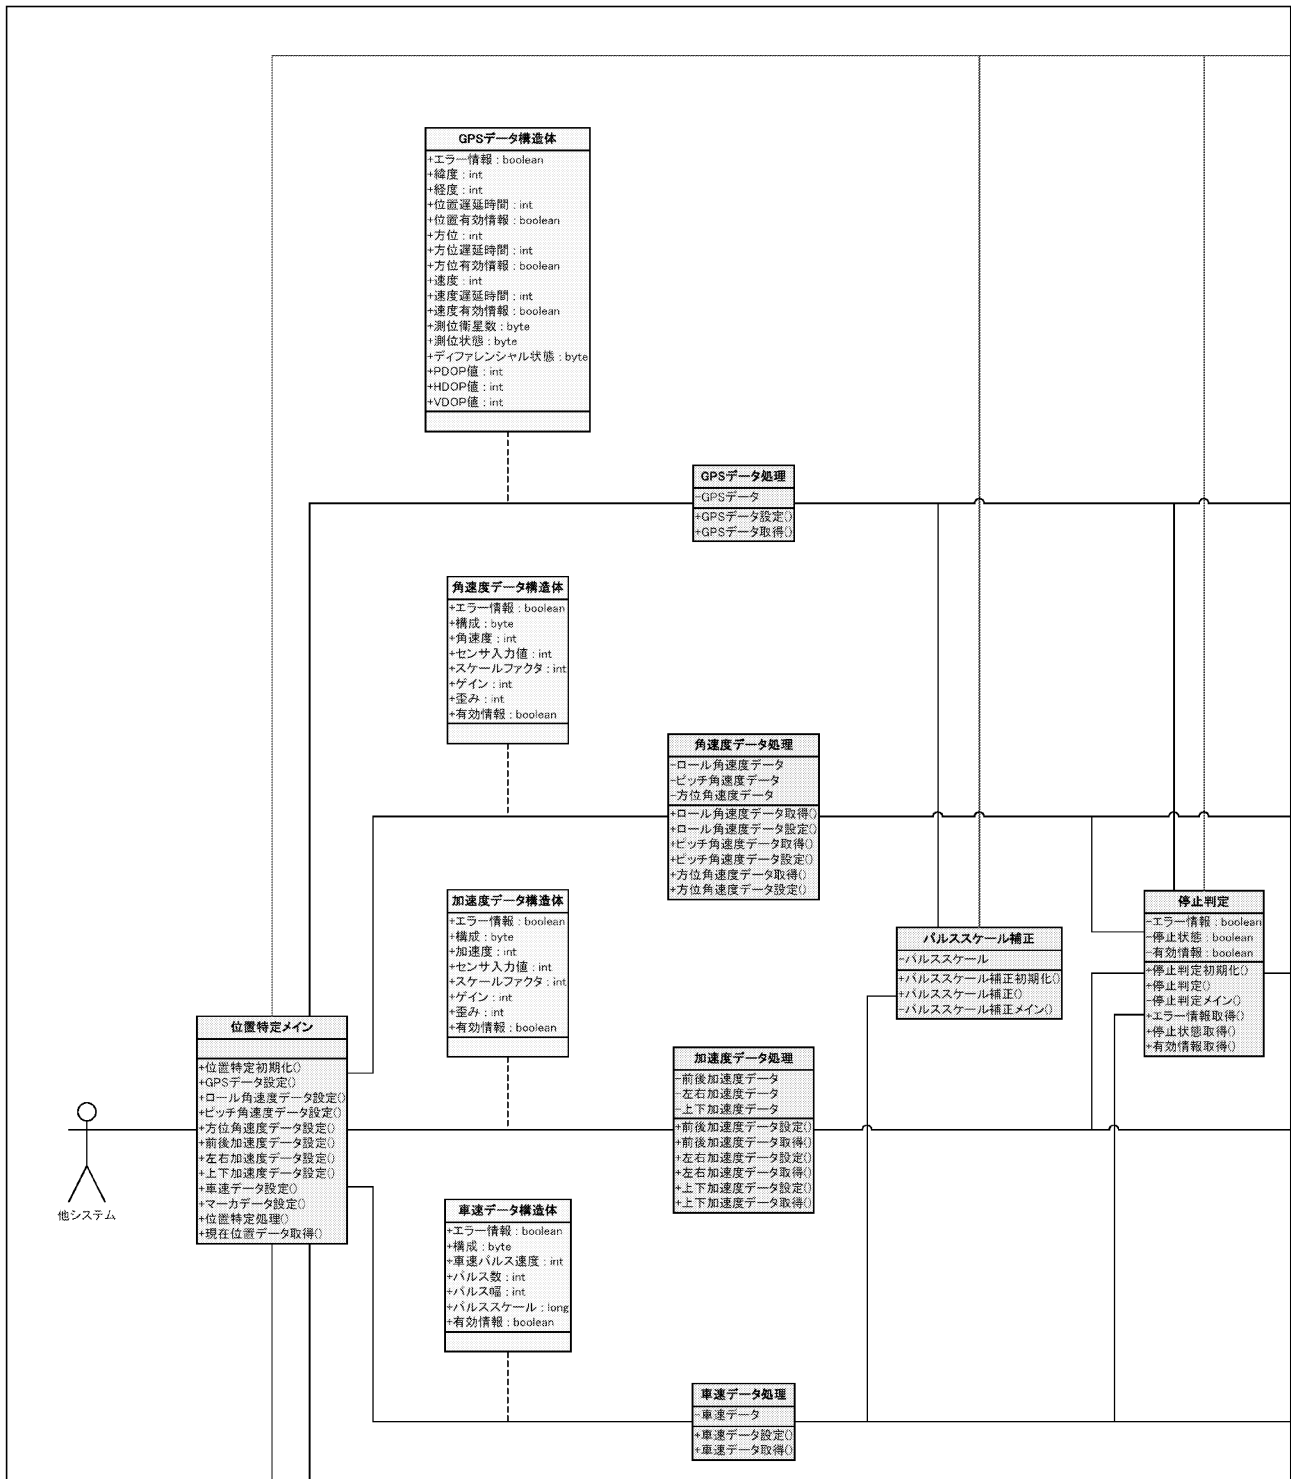 GPSデータ構造体
+エラー情報 : boolean
+緯度 : int
+経度 : int
+位置遅延時間 : int
+位置有効情報 : boolean
+方位 : int
+方位遅延時間 : int
+方位有効情報 : boolean
+速度 : int
+速度遅延時間 : int
+速度有効情報 : boolean
+測位衛星数 : byte
+測位状態 : byte
+ディファレンシャル状態 : byte
+PDOP値 : int
+HDOP値 : int
+VDOP値 : int
GPSデータ処理
-GPSデータ
+GPSデータ設定()
+GPSデータ取得()
角速度データ構造体
+エラー情報 : boolean
+構成 : byte
+角速度 : int
+センサ入力値 : int
+スケールファクタ : int
+ゲイン : int
+歪み : int
+有効情報 : boolean
角速度データ処理
-ロール角速度データ
-ピッチ角速度データ
-方位角速度データ
+ロール角速度データ取得()
+ロール角速度データ設定()
+ピッチ角速度データ取得()
+ピッチ角速度データ設定()
+方位角速度データ取得()
+方位角速度データ設定()
加速度データ構造体
+エラー情報 : boolean
+構成 : byte
+加速度 : int
+センサ入力値 : int
+スケールファクタ : int
+ゲイン : int
+歪み : int
+有効情報 : boolean
パルススケール補正
-パルススケール
+パルススケール補正初期化()
+パルススケール補正()
-パルススケール補正メイン()
停止判定
-エラー情報 : boolean
-停止状態 : boolean
-有効情報 : boolean
+停止判定初期化()
+停止判定()
-停止判定メイン()
+エラー情報取得()
+停止状態取得()
+有効情報取得()
位置特定メイン
+位置特定初期化()
+GPSデータ設定()
+ロール角速度データ設定()
+ピッチ角速度データ設定()
+方位角速度データ設定()
+前後加速度データ設定()
+左右加速度データ設定()
+上下加速度データ設定()
+車速データ設定()
+マーカデータ設定()
+位置特定処理()
+現在位置データ取得()
他システム
加速度データ処理
-前後加速度データ
-左右加速度データ
-上下加速度データ
+前後加速度データ設定()
+前後加速度データ取得()
+左右加速度データ設定()
+左右加速度データ取得()
+上下加速度データ設定()
+上下加速度データ取得()
車速データ構造体
+エラー情報 : boolean
+構成 : byte
+車速パルス速度 : int
+パルス数 : int
+パルス幅 : int
+パルススケール : long
+有効情報 : boolean
車速データ処理
-車速データ
+車速データ設定()
+車速データ取得()